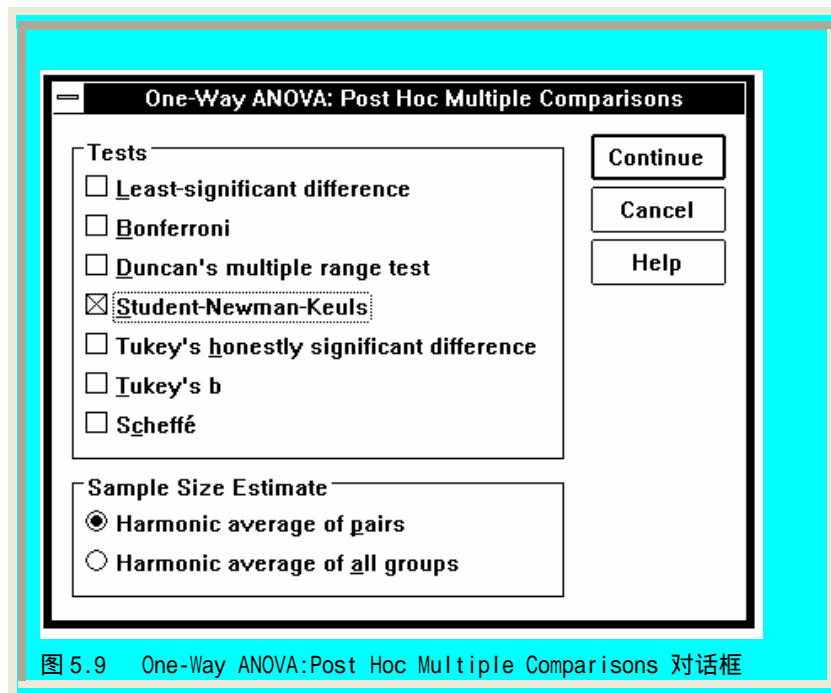 One-Way ANOVA: Post Hoc Multiple Comparisons
Tests
Least-significant difference
Bonferroni
Duncan's multiple range test
Student-Newman-Keuls
Tukey's honestly significant difference
Tukey's b
Scheffé
Continue
Cancel
Help
Sample Size Estimate
Harmonic average of pairs
Harmonic average of all groups
图 5.9 One-Way ANOVA:Post Hoc Multiple Comparisons 对话框